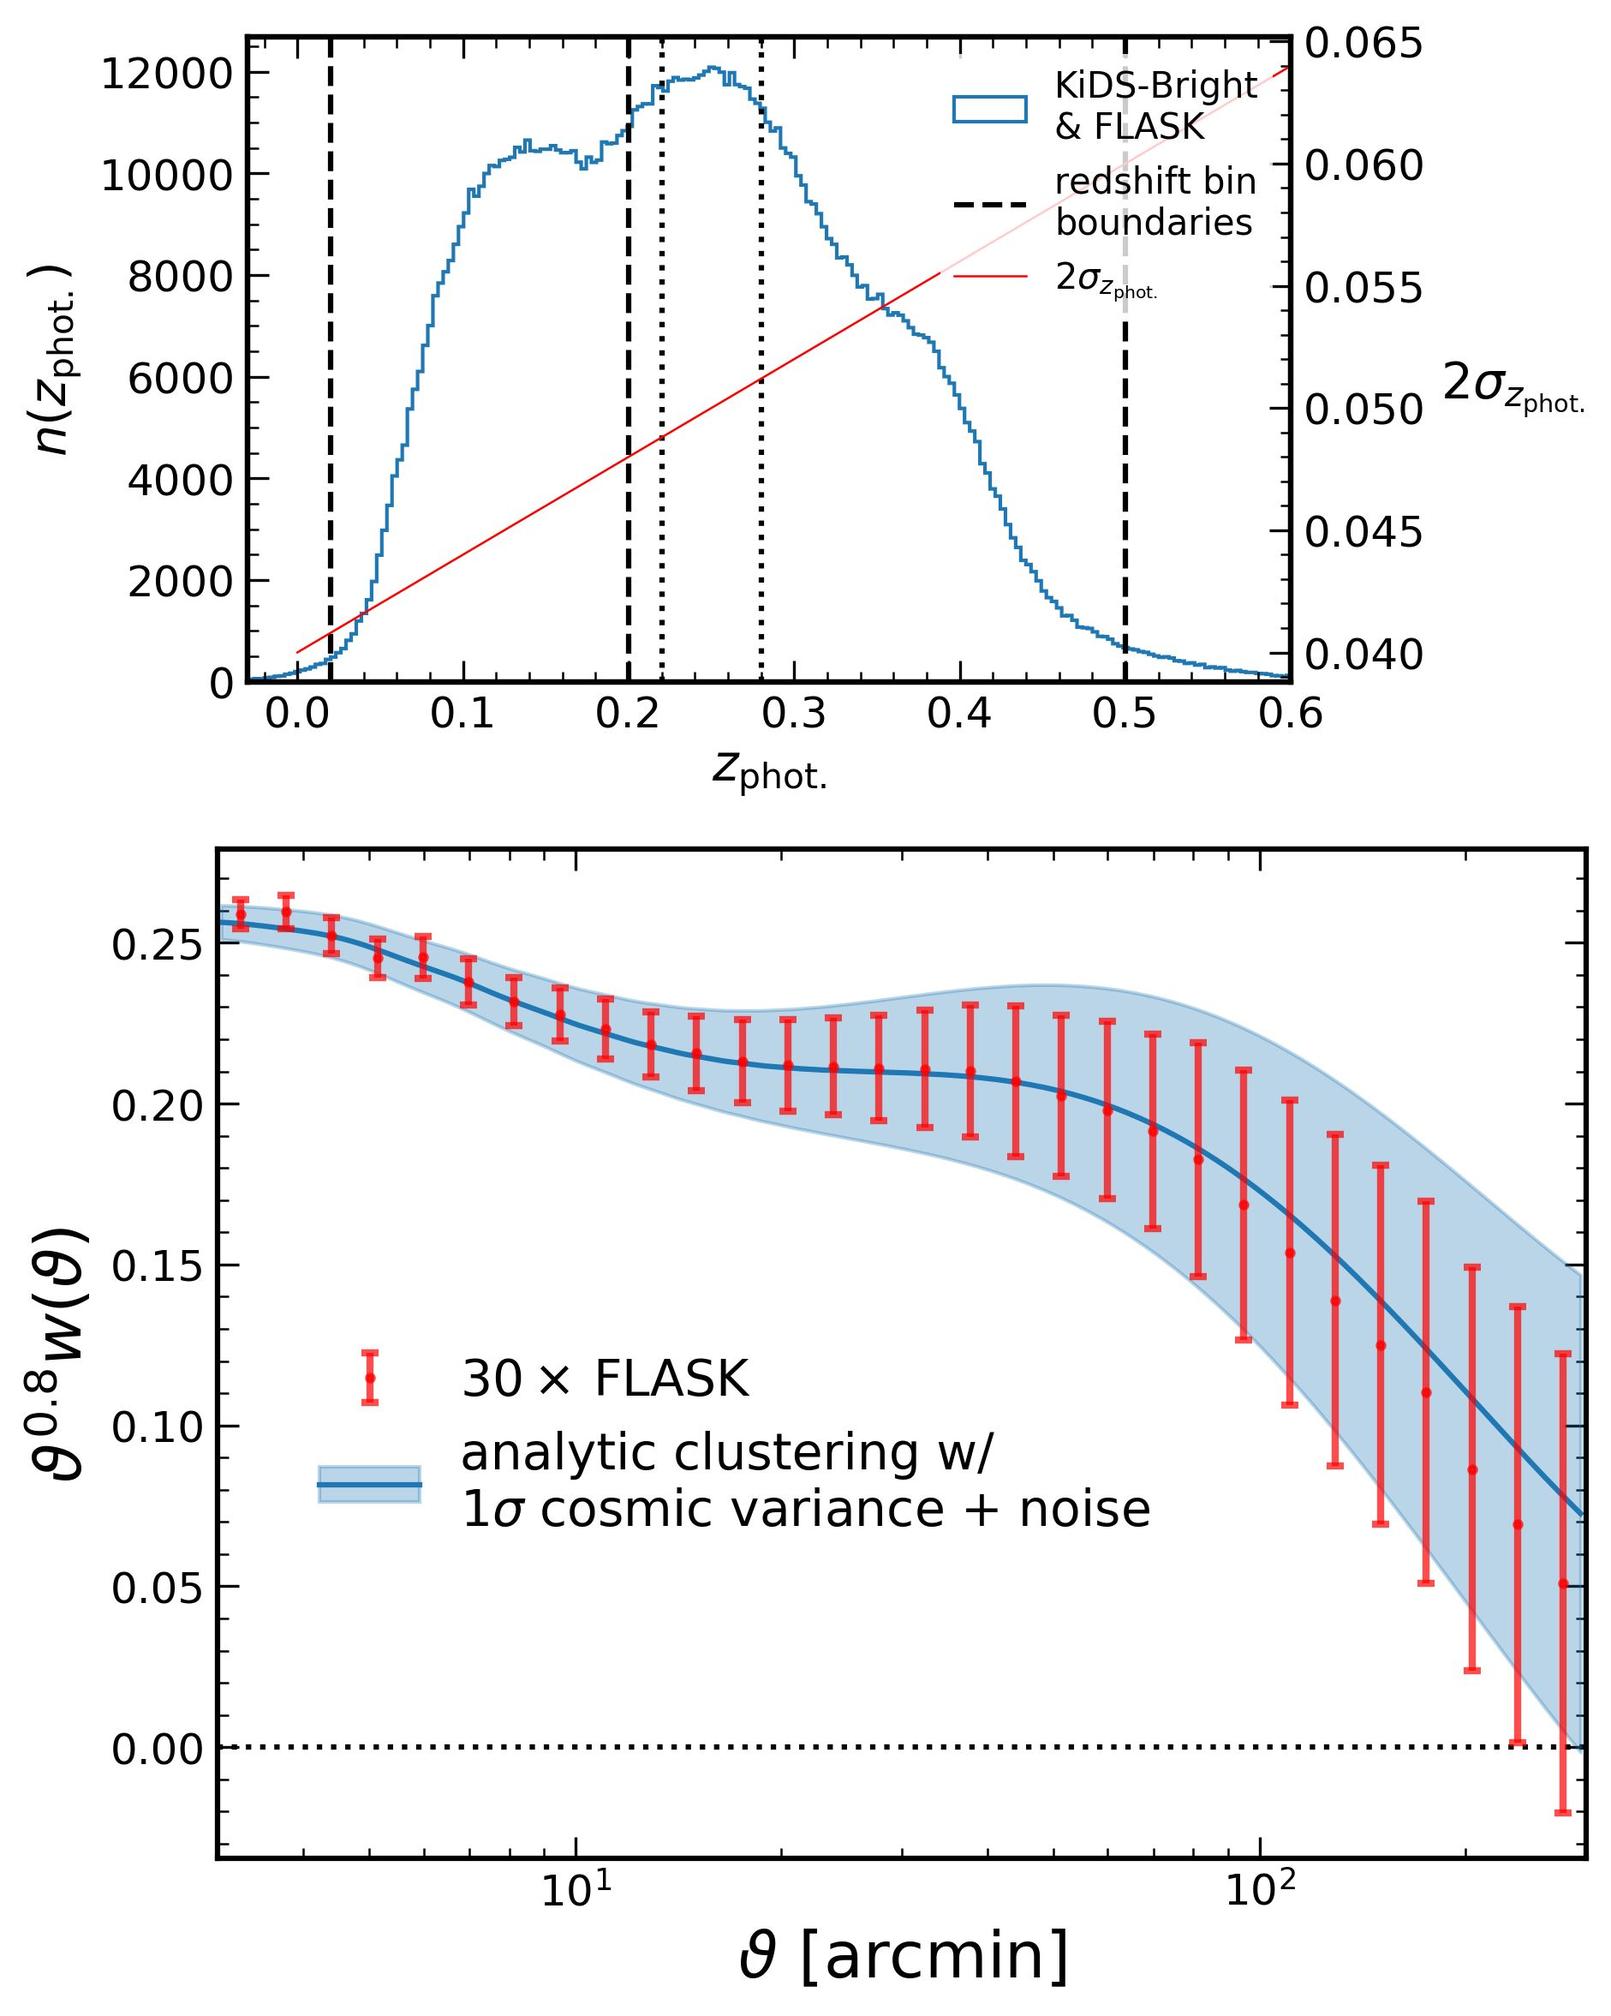 12000
10000
8000
6000
4000
2000
0
n(z_phot.)
0.065
0.060
0.055
0.050
0.045
0.040
2σ_z_phot.
KiDS-Bright
& FLASK
redshift bin
boundaries
2σ_z_phot.
0.0 0.1 0.2 0.3 0.4 0.5 0.6
z_phot.
0.25
0.20
0.15
0.10
0.05
0.00
ϑ^0.8 w(ϑ)
30 × FLASK
analytic clustering w/
1σ cosmic variance + noise
10^1 10^2
ϑ [arcmin]